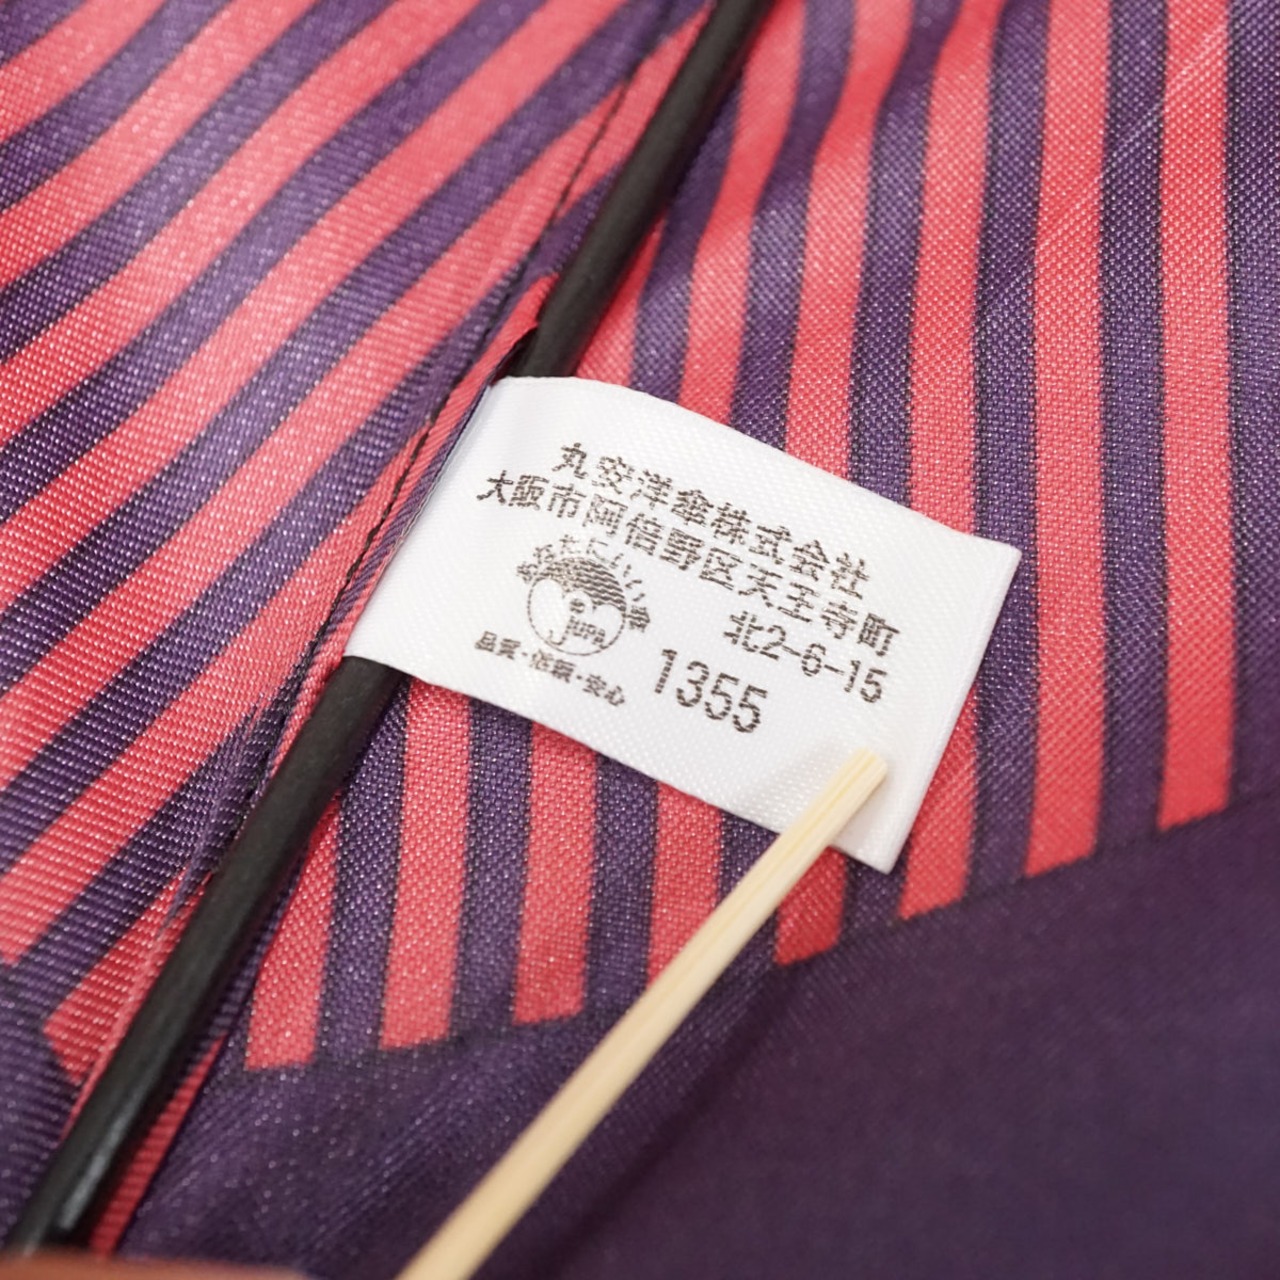 丸安洋傘株式会社
大阪市阿倍野区天王寺町
北2-6-15
品質・信頼・安心
1355